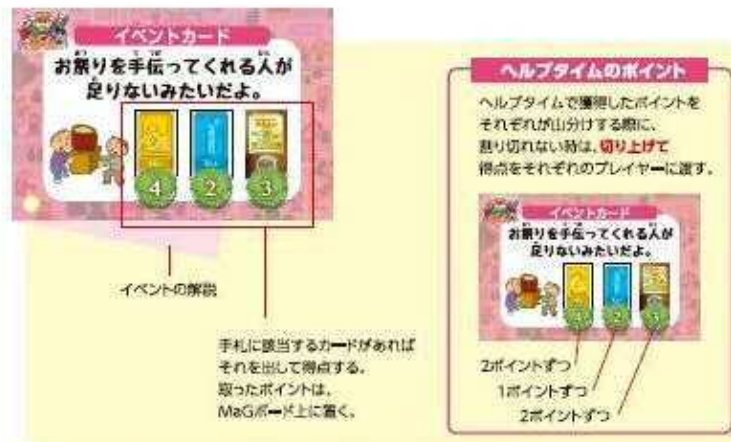 イベントカード
お祭りを手伝ってくれる人が
足りないみたいだよ。
4 2 3
イベントの解説
手札に該当するカードがあれば
それを出して得点する。
取ったポイントは、
MaGボード上に置く。
ヘルプタイムのポイント
ヘルプタイムで獲得したポイントを
それぞれが山分けする際に、
割り切れない時は、切り上げて
得点をそれぞれのプレイヤーに渡す。
イベントカード
お祭りを手伝ってくれる人が
足りないみたいだよ。
4 2 3
2ポイントずつ
1ポイントずつ
2ポイントずつ